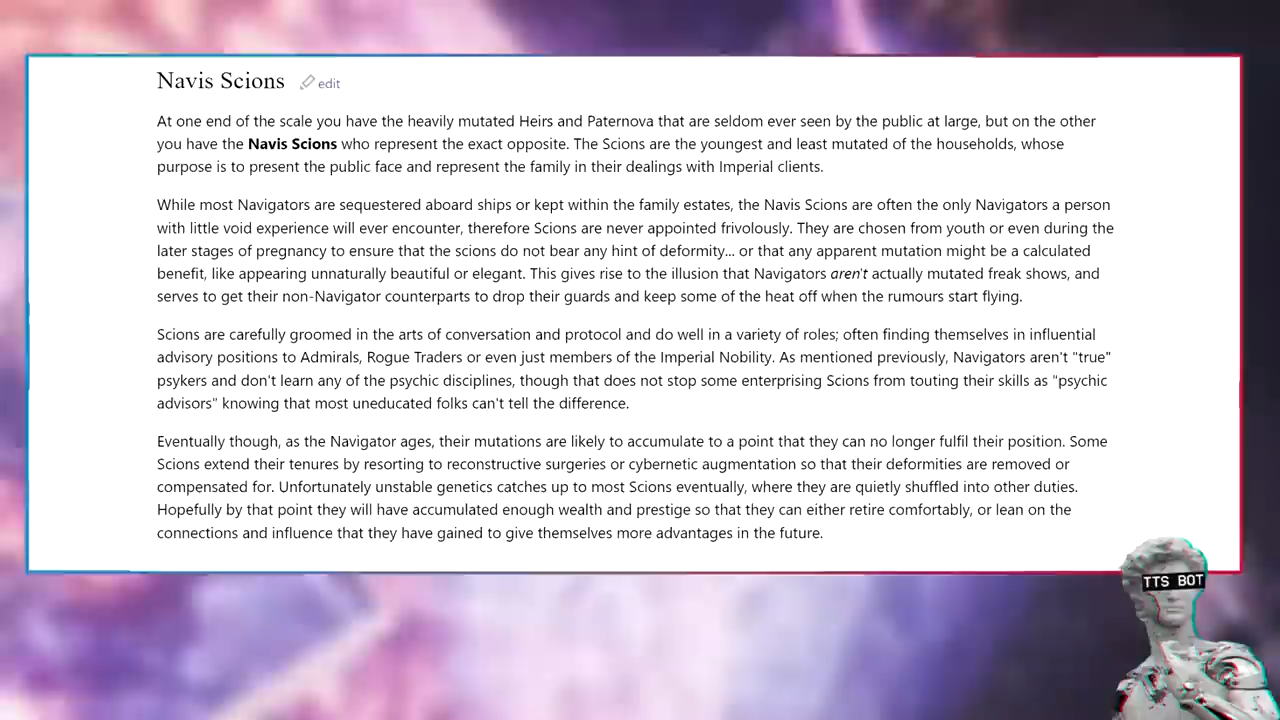 Navis Scions edit
At one end of the scale you have the heavily mutated Heirs and Paternova that are seldom ever seen by the public at large, but on the other
you have the Navis Scions who represent the exact opposite. The Scions are the youngest and least mutated of the households, whose
purpose is to present the public face and represent the family in their dealings with Imperial clients.
While most Navigators are sequestered aboard ships or kept within the family estates, the Navis Scions are often the only Navigators a person
with little void experience will ever encounter, therefore Scions are never appointed frivolously. They are chosen from youth or even during the
later stages of pregnancy to ensure that the scions do not bear any hint of deformity... or that any apparent mutation might be a calculated
benefit, like appearing unnaturally beautiful or elegant. This gives rise to the illusion that Navigators aren't actually mutated freak shows, and
serves to get their non-Navigator counterparts to drop their guards and keep some of the heat off when the rumours start flying.
Scions are carefully groomed in the arts of conversation and protocol and do well in a variety of roles; often finding themselves in influential
advisory positions to Admirals, Rogue Traders or even just members of the Imperial Nobility. As mentioned previously, Navigators aren't "true"
psykers and don't learn any of the psychic disciplines, though that does not stop some enterprising Scions from touting their skills as "psychic
advisors" knowing that most uneducated folks can't tell the difference.
Eventually though, as the Navigator ages, their mutations are likely to accumulate to a point that they can no longer fulfil their position. Some
Scions extend their tenures by resorting to reconstructive surgeries or cybernetic augmentation so that their deformities are removed or
compensated for. Unfortunately unstable genetics catches up to most Scions eventually, where they are quietly shuffled into other duties.
Hopefully by that point they will have accumulated enough wealth and prestige so that they can either retire comfortably, or lean on the
connections and influence that they have gained to give themselves more advantages in the future.
TTS BOT